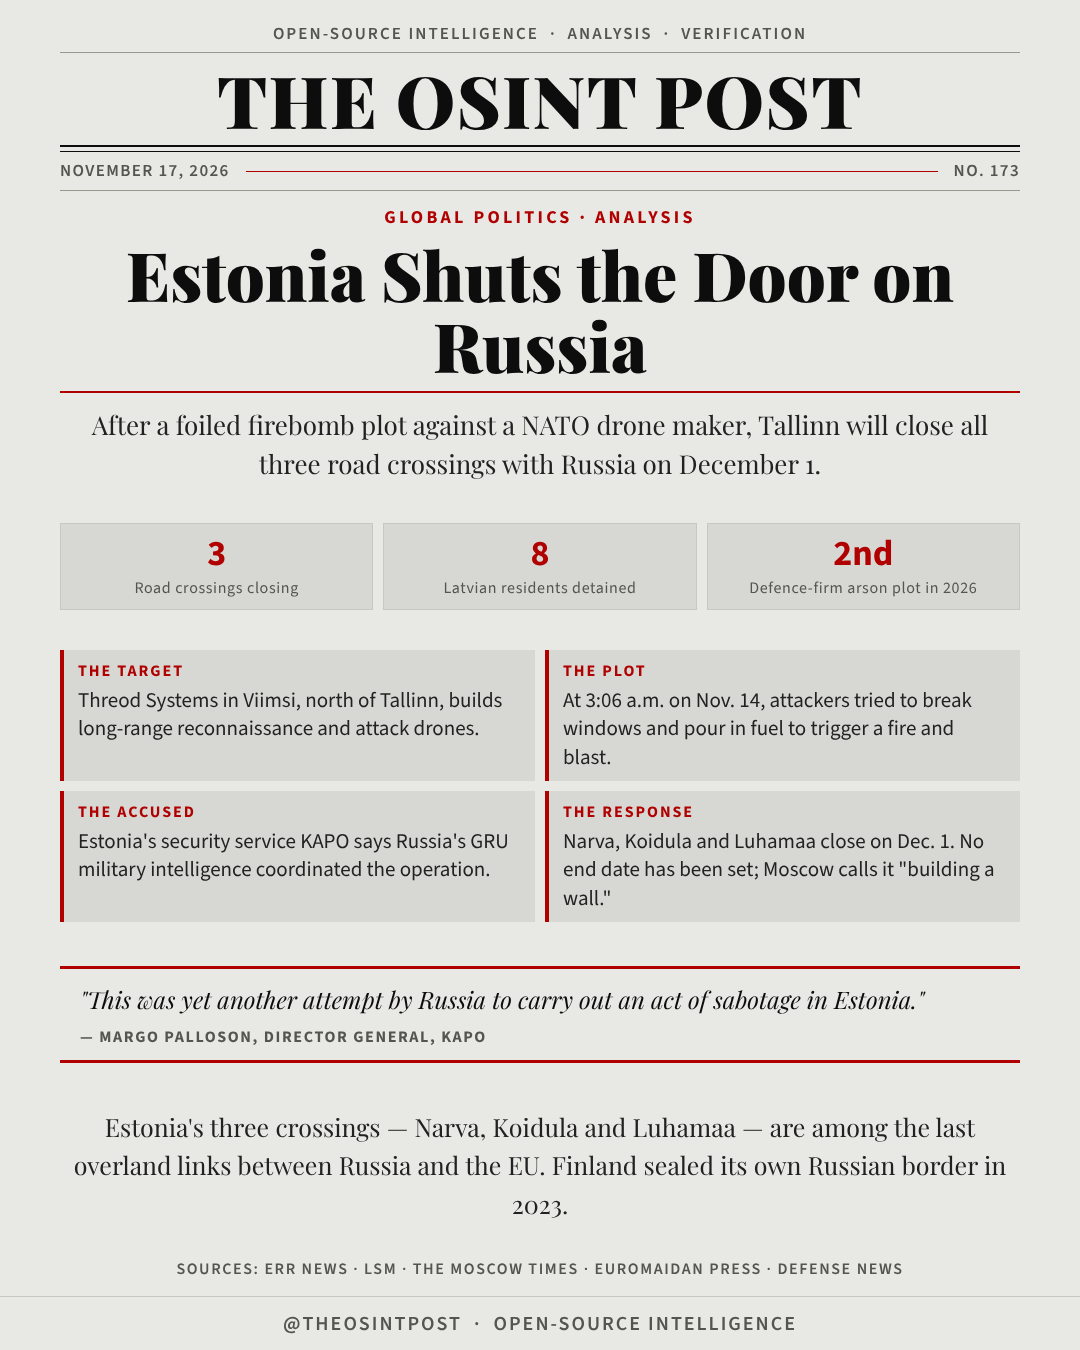 OPEN-SOURCE INTELLIGENCE · ANALYSIS · VERIFICATION
THE OSINT POST
NOVEMBER 17, 2026 NO. 173
GLOBAL POLITICS · ANALYSIS
Estonia Shuts the Door on
Russia
After a foiled firebomb plot against a NATO drone maker, Tallinn will close all
three road crossings with Russia on December 1.
3
Road crossings closing
8
Latvian residents detained
2nd
Defence-firm arson plot in 2026
THE TARGET
Threod Systems in Viimsi, north of Tallinn, builds
long-range reconnaissance and attack drones.
THE PLOT
At 3:06 a.m. on Nov. 14, attackers tried to break
windows and pour in fuel to trigger a fire and
blast.
THE ACCUSED
Estonia's security service KAPO says Russia's GRU
military intelligence coordinated the operation.
THE RESPONSE
Narva, Koidula and Luhamaa close on Dec. 1. No
end date has been set; Moscow calls it "building a
wall."
"This was yet another attempt by Russia to carry out an act of sabotage in Estonia."
— MARGO PALLOSON, DIRECTOR GENERAL, KAPO
Estonia's three crossings — Narva, Koidula and Luhamaa — are among the last
overland links between Russia and the EU. Finland sealed its own Russian border in
2023.
SOURCES: ERR NEWS · LSM · THE MOSCOW TIMES · EUROMAIDAN PRESS · DEFENSE NEWS
@THEOSINTPOST · OPEN-SOURCE INTELLIGENCE